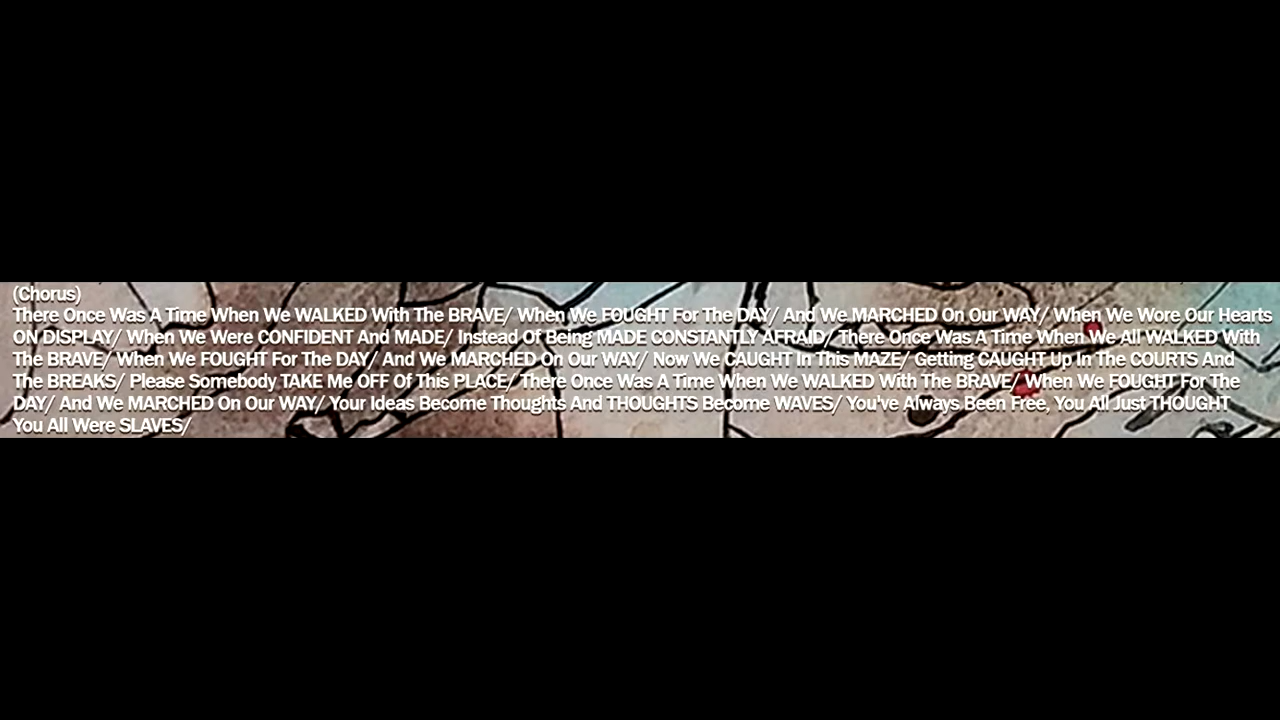 (Chorus)
There Once Was A Time When We WALKED With The BRAVE/ When We FOUGHT For The DAY/ And We MARCHED On Our WAY/ When We Wore Our Hearts
ON DISPLAY/ When We Were CONFIDENT And MADE/ Instead Of Being MADE CONSTANTLY AFRAID/ There Once Was A Time When We All WALKED With
The BRAVE/ When We FOUGHT For The DAY/ And We MARCHED On Our WAY/ Now We CAUGHT In This MAZE/ Getting CAUGHT Up In The COURTS And
The BREAKS/ Please Somebody TAKE Me OFF Of This PLACE/ There Once Was A Time When We WALKED With The BRAVE/ When We FOUGHT For The
DAY/ And We MARCHED On Our WAY/ Your Ideas Become Thoughts And THOUGHTS Become WAVES/ You've Always Been Free, You All Just THOUGHT
You All Were SLAVES/